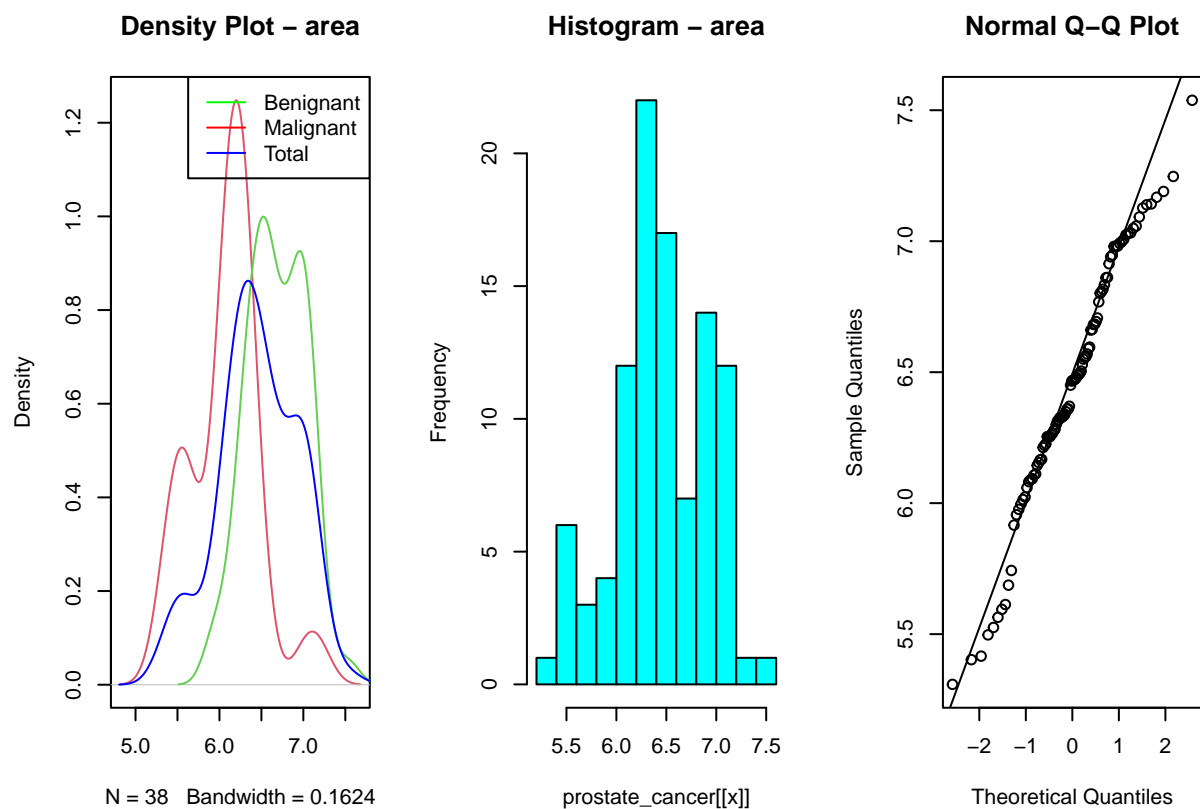 Density Plot − area
Benignant
Malignant
Total
Density
0.0
0.2
0.4
0.6
0.8
1.0
1.2
5.0 6.0 7.0
N = 38 Bandwidth = 0.1624
Histogram − area
Frequency
0
5
10
15
20
5.5 6.0 6.5 7.0 7.5
prostate_cancer[[x]]
Normal Q−Q Plot
Sample Quantiles
5.5
6.0
6.5
7.0
7.5
−2 −1 0 1 2
Theoretical Quantiles